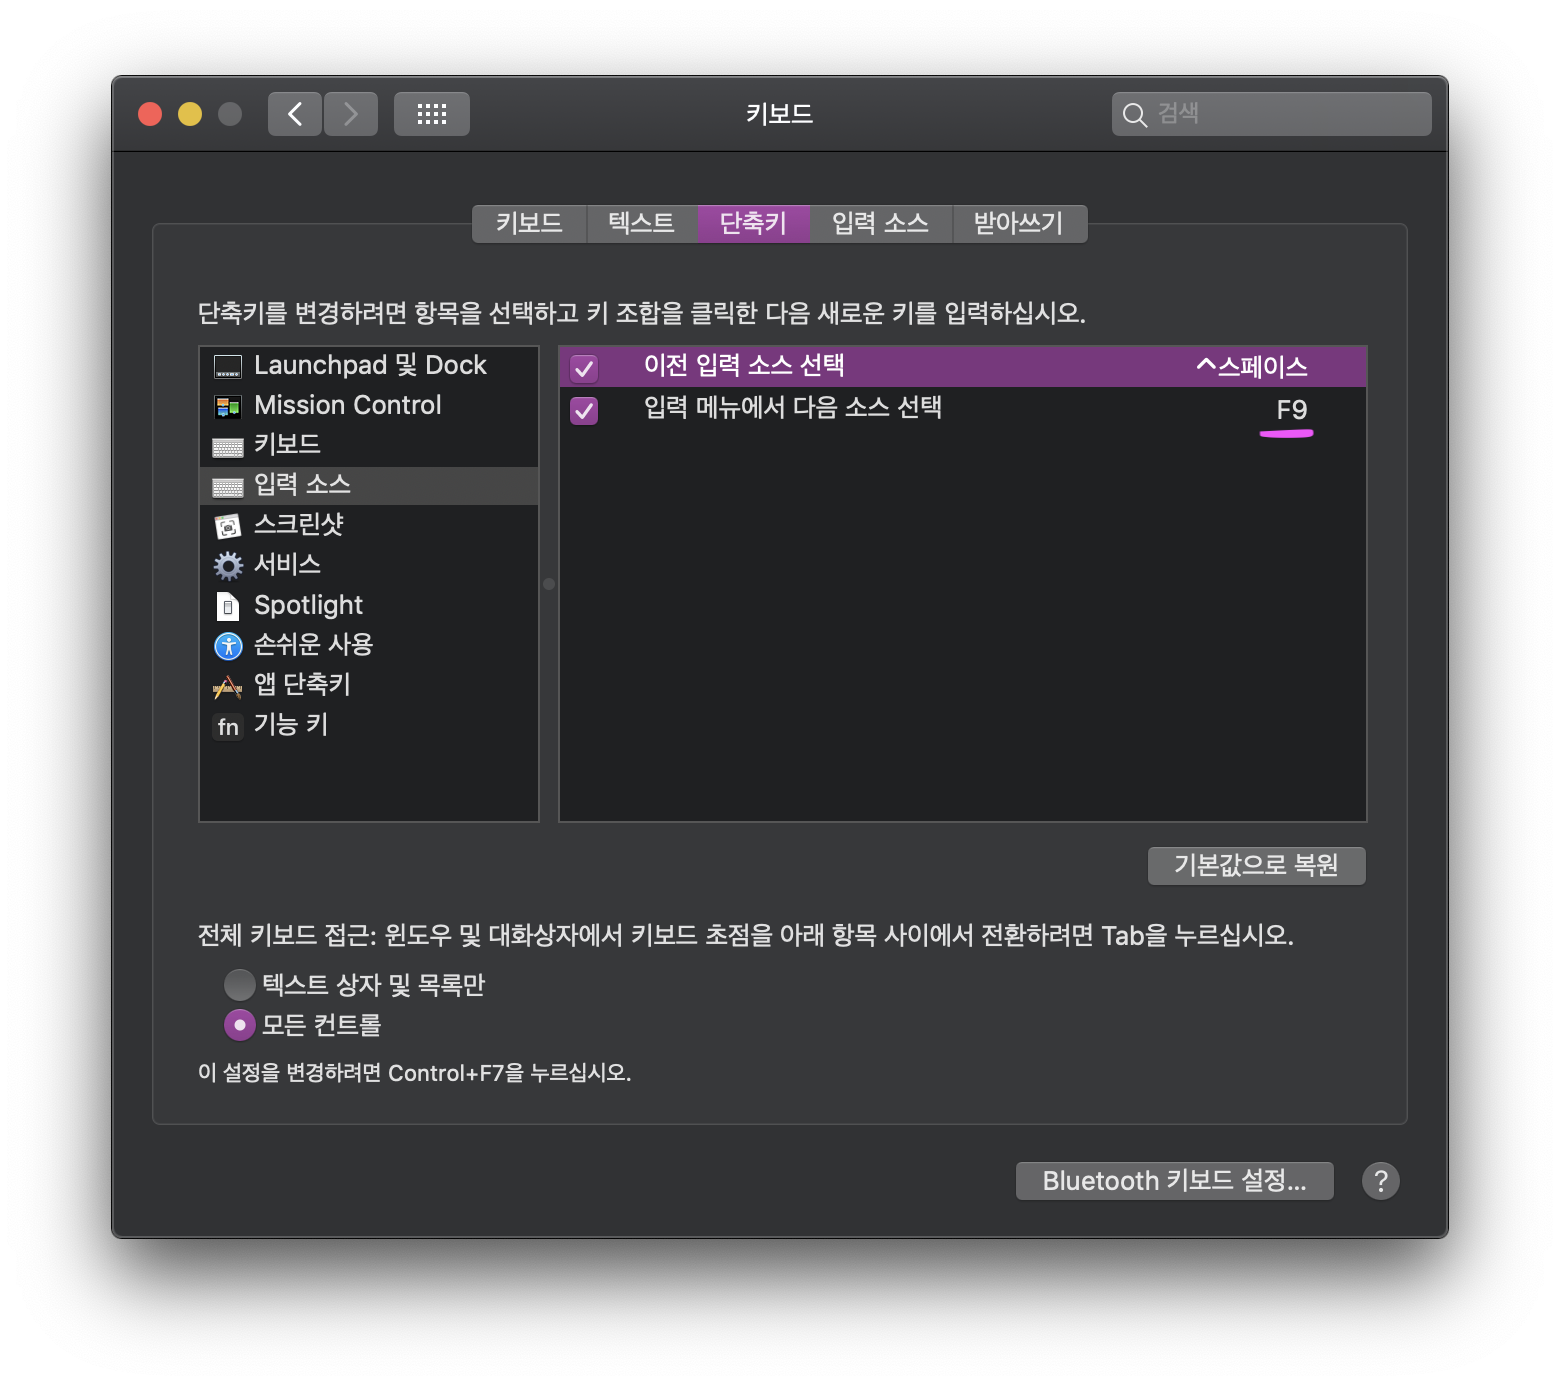 키보드
검색
키보드 텍스트 단축키 입력 소스 받아쓰기
단축키를 변경하려면 항목을 선택하고 키 조합을 클릭한 다음 새로운 키를 입력하십시오.
Launchpad 및 Dock
Mission Control
키보드
입력 소스
스크린샷
서비스
Spotlight
손쉬운 사용
앱 단축키
fn 기능 키
이전 입력 소스 선택 ^스페이스
입력 메뉴에서 다음 소스 선택 F9
기본값으로 복원
전체 키보드 접근: 윈도우 및 대화상자에서 키보드 초점을 아래 항목 사이에서 전환하려면 Tab을 누르십시오.
텍스트 상자 및 목록만
모든 컨트롤
이 설정을 변경하려면 Control+F7을 누르십시오.
Bluetooth 키보드 설정... ?